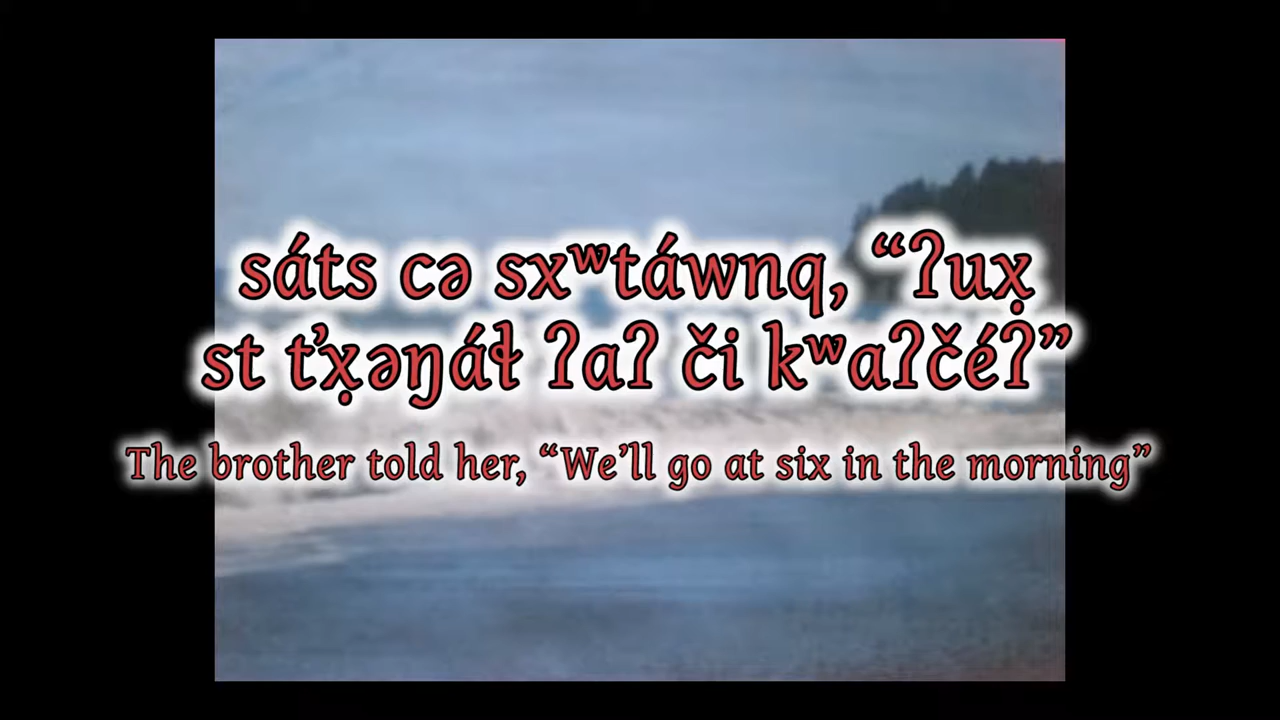 sáts cə sxʷtáwnq, “ʔux̣
st t̕x̣əŋáɬ ʔaʔ či kʷaʔčéʔ”
The brother told her, “We’ll go at six in the morning”